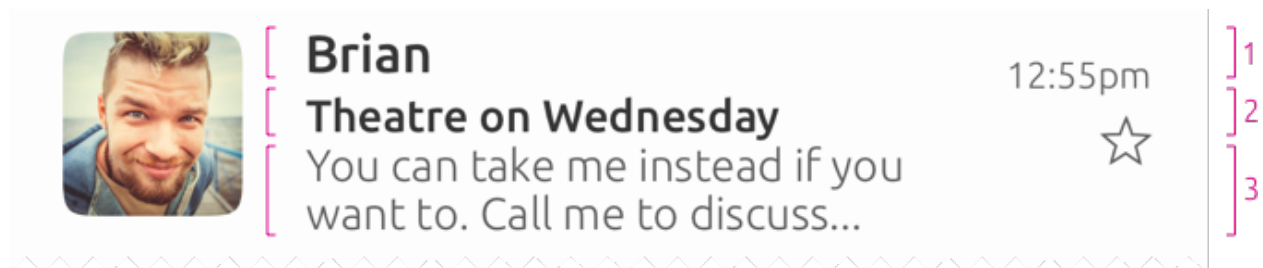 Brian
1
12:55pm
Theatre on Wednesday
2
You can take me instead if you
3
want to. Call me to discuss...